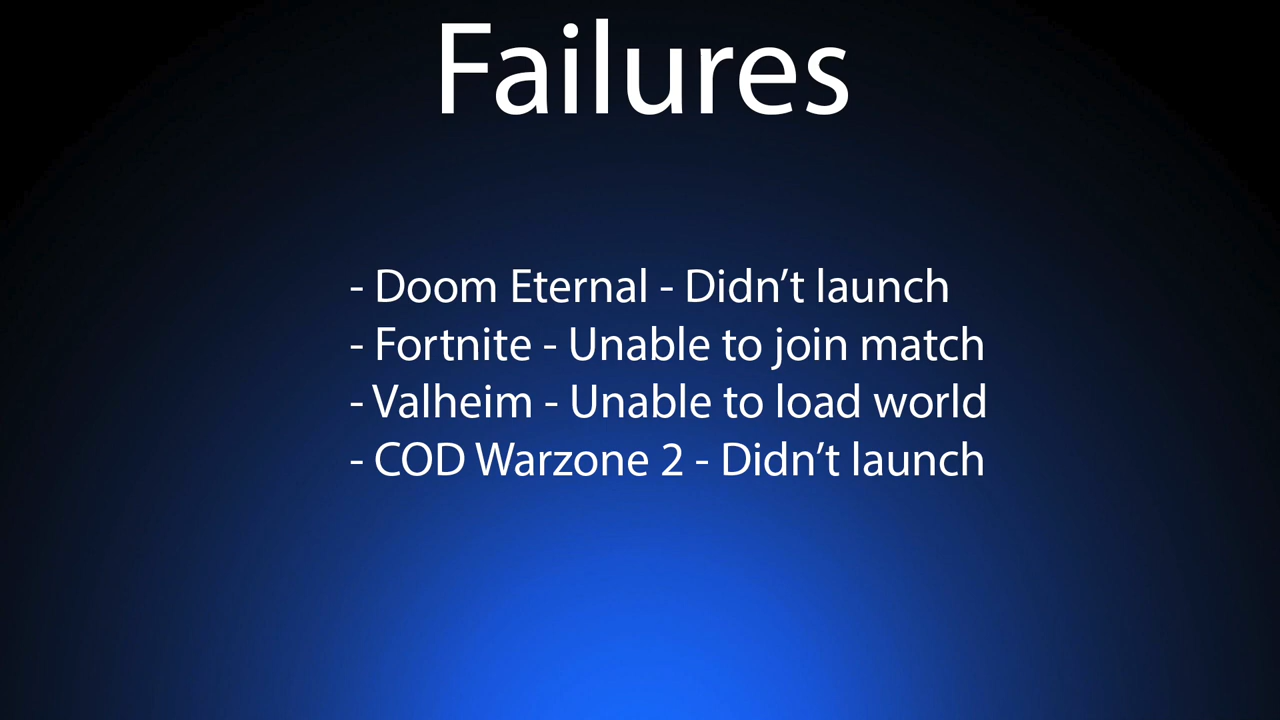 Failures
- Doom Eternal - Didn’t launch
- Fortnite - Unable to join match
- Valheim - Unable to load world
- COD Warzone 2 - Didn’t launch